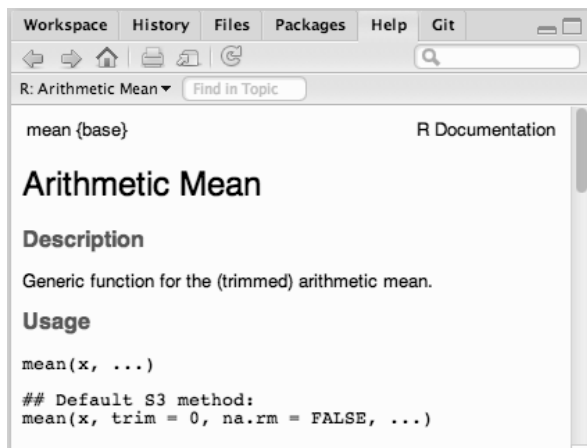 Workspace History Files Packages Help Git
R: Arithmetic Mean Find in Topic
mean {base} R Documentation
Arithmetic Mean
Description
Generic function for the (trimmed) arithmetic mean.
Usage
mean(x, ...)
## Default S3 method:
mean(x, trim = 0, na.rm = FALSE, ...)